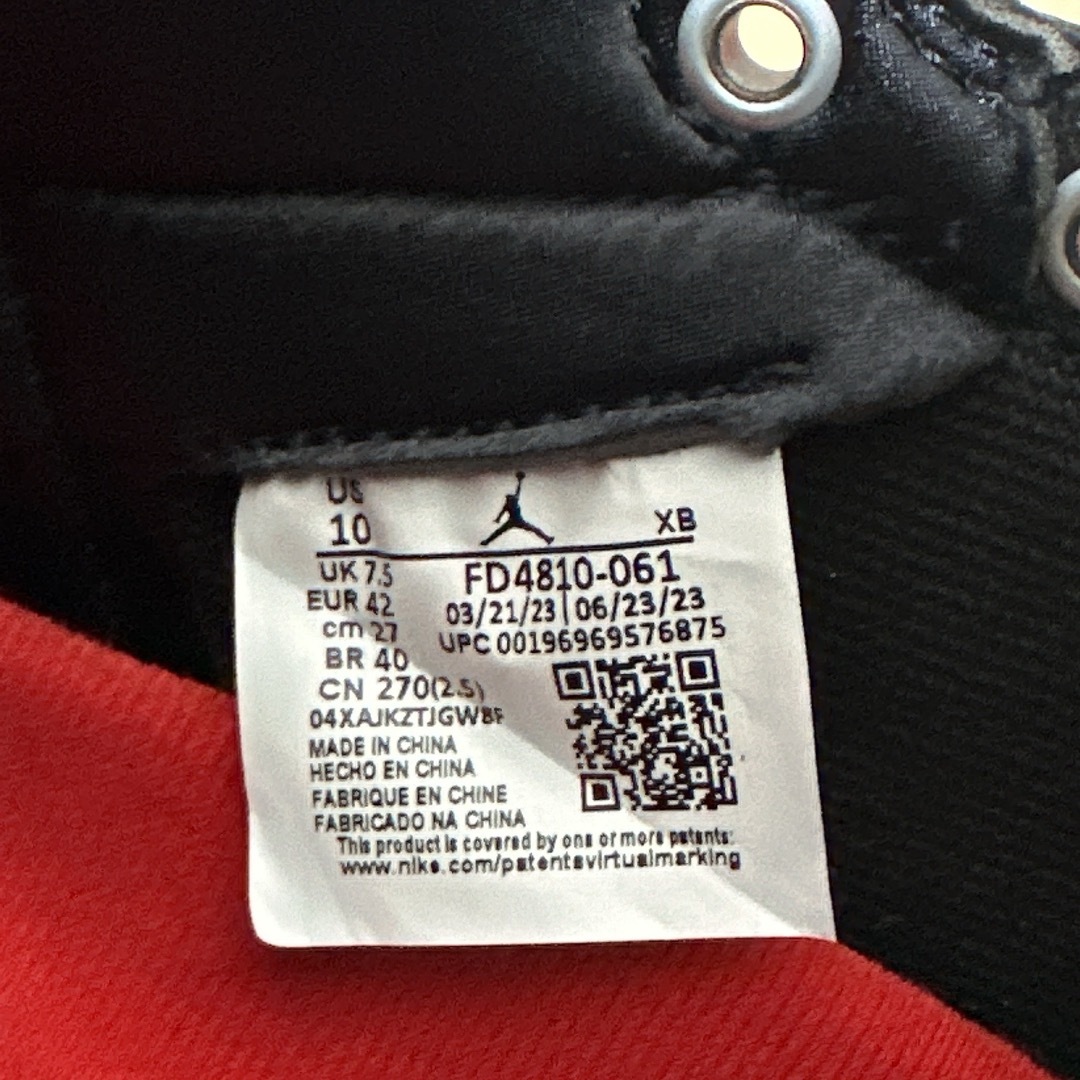 US
10
XB
UK 7.5
FD4810-061
EUR 42
03/21/23 | 06/23/23
cm 27
UPC 00196969576875
BR 40
CN 270(2.5)
04XAJKZTJGW8F
MADE IN CHINA
HECHO EN CHINA
FABRIQUE EN CHINE
FABRICADO NA CHINA
This product is covered by one or more patents:
www.nike.com/patentsvirtualmarking